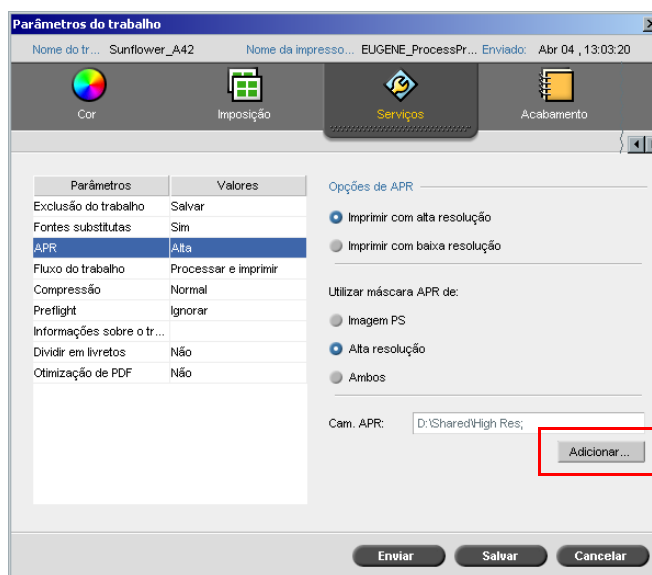 Parâmetros do trabalho
Nome do tr... Sunflower_A42 Nome da impresso... EUGENE_ProcessPr... Enviado: Abr 04 , 13:03:20
Cor Imposição Serviços Acabamento
Parâmetros Valores
Exclusão do trabalho Salvar
Fontes substitutas Sim
APR Alta
Fluxo do trabalho Processar e imprimir
Compressão Normal
Preflight Ignorar
Informações sobre o tr...
Dividir em livretos Não
Otimização de PDF Não
Opções de APR
Imprimir com alta resolução
Imprimir com baixa resolução
Utilizar máscara APR de:
Imagem PS
Alta resolução
Ambos
Cam. APR: D:\Shared\High Res;
Adicionar...
Enviar Salvar Cancelar